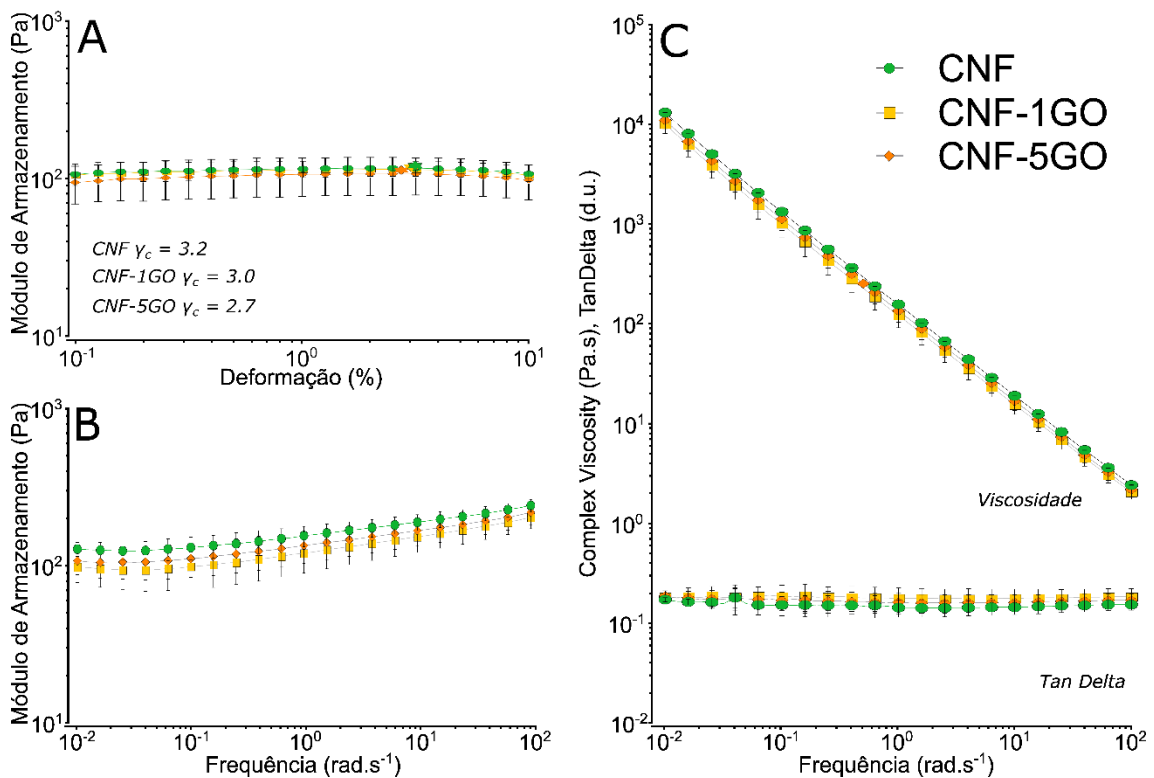 A
Módulo de Armazenamento (Pa)
10³
10²
10¹
CNF γc = 3.2
CNF-1GO γc = 3.0
CNF-5GO γc = 2.7
10⁻¹ 10⁰ 10¹
Deformação (%)
B
Módulo de Armazenamento (Pa)
10³
10²
10¹
10⁻² 10⁻¹ 10⁰ 10¹ 10²
Frequência (rad.s⁻¹)
C
CNF
CNF-1GO
CNF-5GO
Complex Viscosity (Pa.s), TanDelta (d.u.)
10⁵
10⁴
10³
10²
10¹
10⁰
10⁻¹
10⁻²
Viscosidade
Tan Delta
10⁻² 10⁻¹ 10⁰ 10¹ 10²
Frequência (rad.s⁻¹)